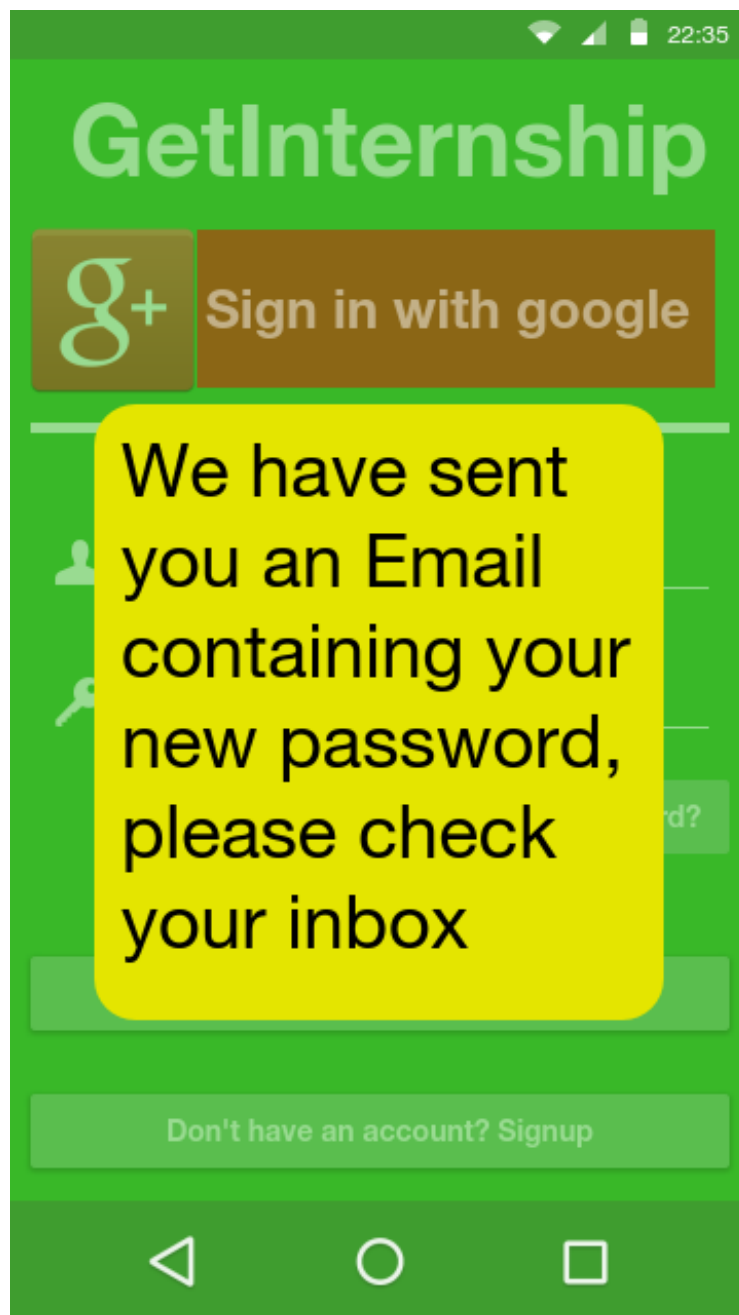 22:35
GetInternship
g+
Sign in with google
We have sent
you an Email
containing your
new password,
please check
your inbox
rd?
Don't have an account? Signup